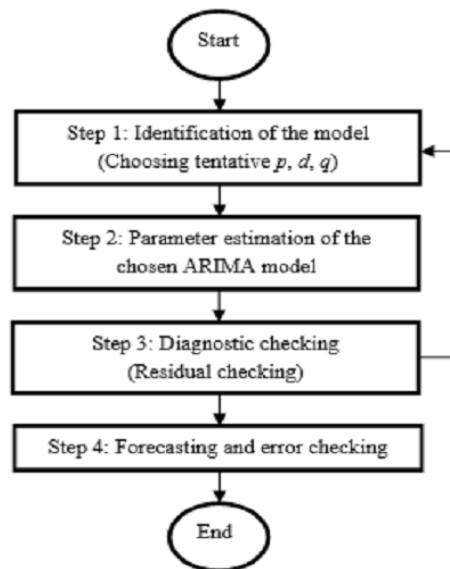 Start
Step 1: Identification of the model
(Choosing tentative p, d, q)
Step 2: Parameter estimation of the
chosen ARIMA model
Step 3: Diagnostic checking
(Residual checking)
Step 4: Forecasting and error checking
End